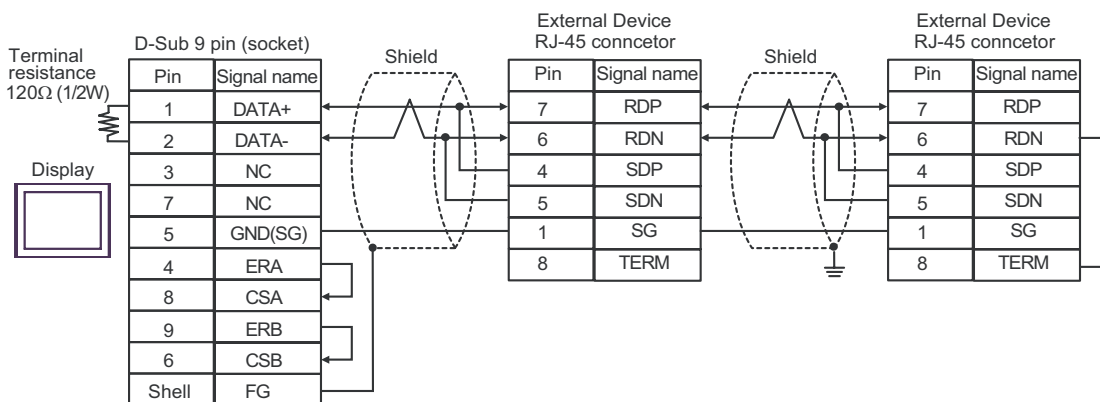 External Device
RJ-45 conncetor
External Device
RJ-45 conncetor
D-Sub 9 pin (socket)
Shield
Shield
Terminal
resistance
120Ω (1/2W)
Display
Pin Signal name
1 DATA+
2 DATA-
3 NC
7 NC
5 GND(SG)
4 ERA
8 CSA
9 ERB
6 CSB
Shell FG
Pin Signal name
7 RDP
6 RDN
4 SDP
5 SDN
1 SG
8 TERM
Pin Signal name
7 RDP
6 RDN
4 SDP
5 SDN
1 SG
8 TERM